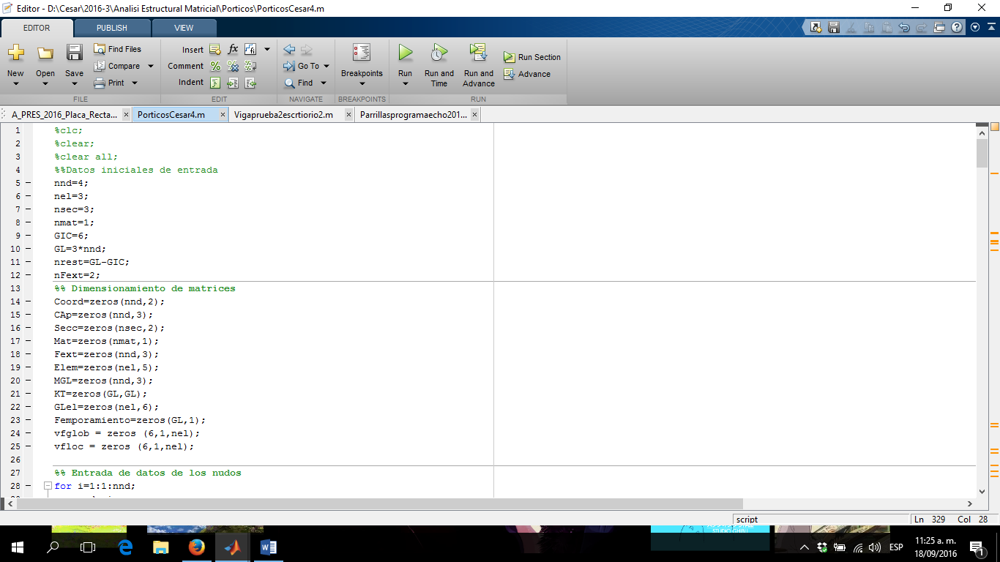 Editor - D:\Cesar\2016-3\Analisi Estructural Matricial\Porticos\PorticosCesar4.m
EDITOR PUBLISH VIEW
New Open Save Find Files Compare Print
Insert Comment Indent
Go To Find
Breakpoints
Run Run and Time Run and Advance Run Section Advance
FILE EDIT NAVIGATE BREAKPOINTS RUN
A_PRES_2016_Placa_Recta... PorticosCesar4.m Vigaprueba2escrtiorio2.m Parrillasprogramaecho201...
1 %clc;
2 %clear;
3 %clear all;
4 %%Datos iniciales de entrada
5 – nnd=4;
6 – nel=3;
7 – nsec=3;
8 – nmat=1;
9 – GIC=6;
10 – GL=3*nnd;
11 – nrest=GL-GIC;
12 – nFext=2;
13 %% Dimensionamiento de matrices
14 – Coord=zeros(nnd,2);
15 – CAp=zeros(nnd,3);
16 – Secc=zeros(nsec,2);
17 – Mat=zeros(nmat,1);
18 – Fext=zeros(nnd,3);
19 – Elem=zeros(nel,5);
20 – MGL=zeros(nnd,3);
21 – KT=zeros(GL,GL);
22 – GLel=zeros(nel,6);
23 – Femporamiento=zeros(GL,1);
24 – vfglob = zeros (6,1,nel);
25 – vfloc = zeros (6,1,nel);
26
27 %% Entrada de datos de los nudos
28 – for i=1:1:nnd;
script Ln 329 Col 28
ESP 11:25 a. m.
18/09/2016